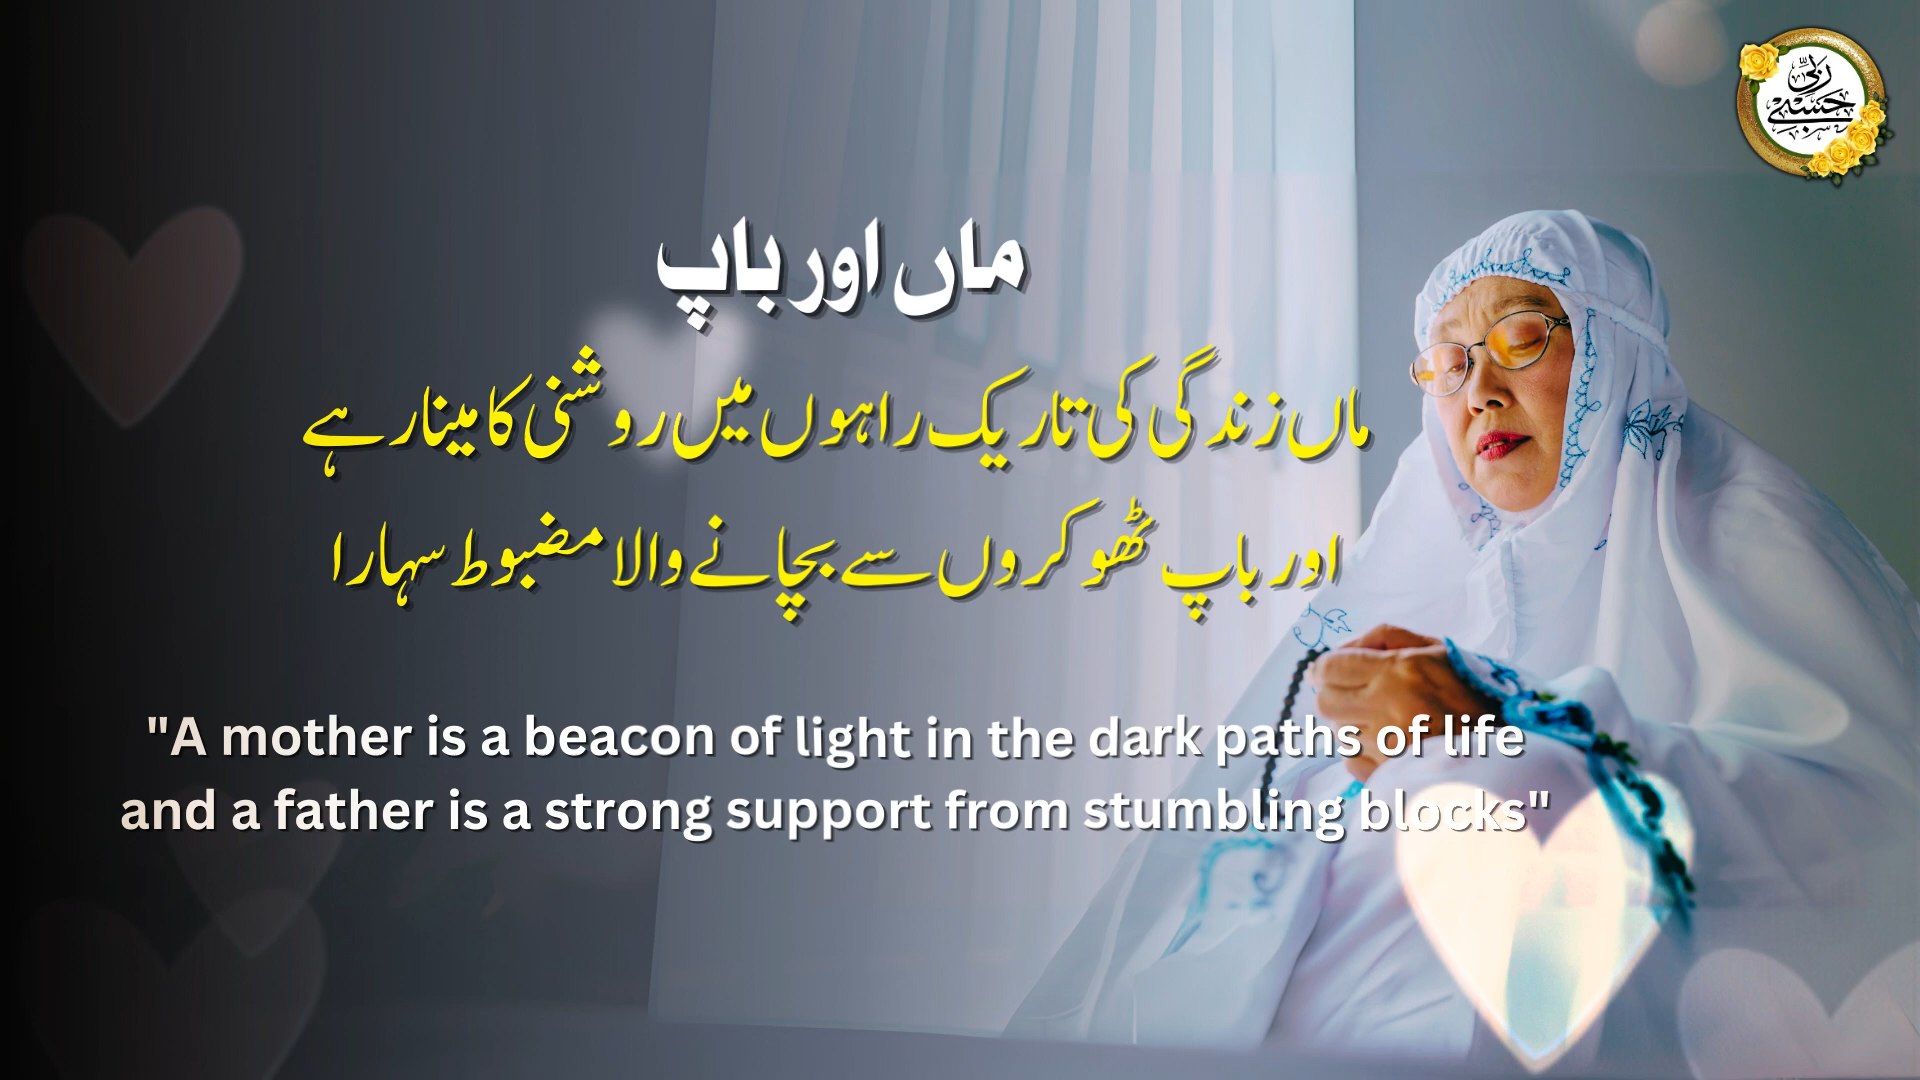 حسبي ربي
ماں اور باپ
ماں زندگی کی تاریک راہوں میں روشنی کا مینار ہے
اور باپ ٹھوکروں سے بچانے والا مضبوط سہارا
"A mother is a beacon of light in the dark paths of life
and a father is a strong support from stumbling blocks"